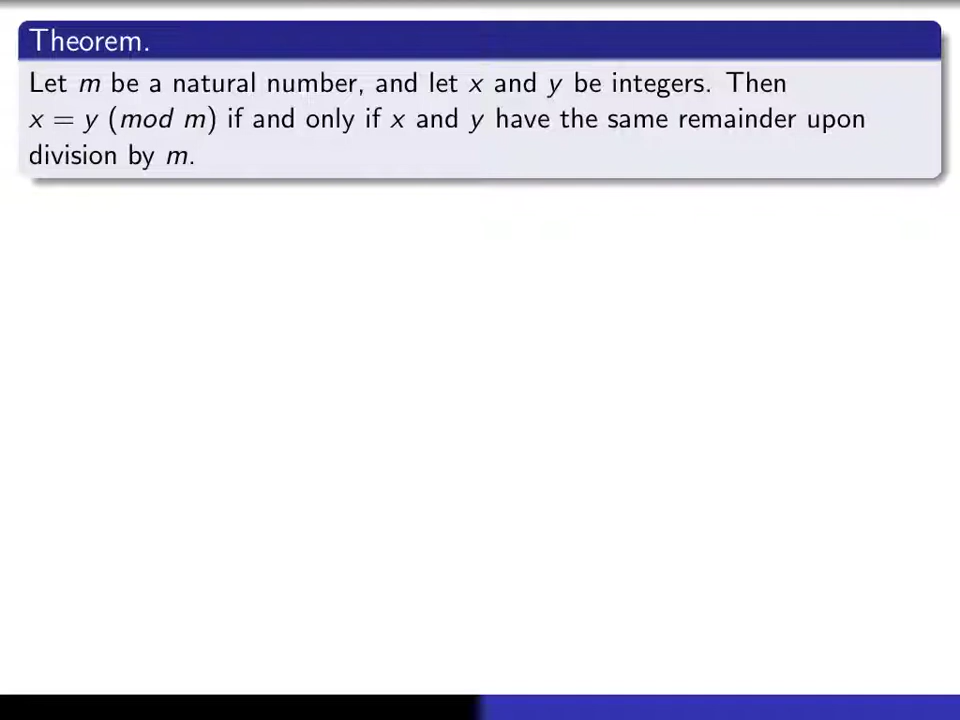 Theorem.
Let m be a natural number, and let x and y be integers. Then
x = y (mod m) if and only if x and y have the same remainder upon
division by m.